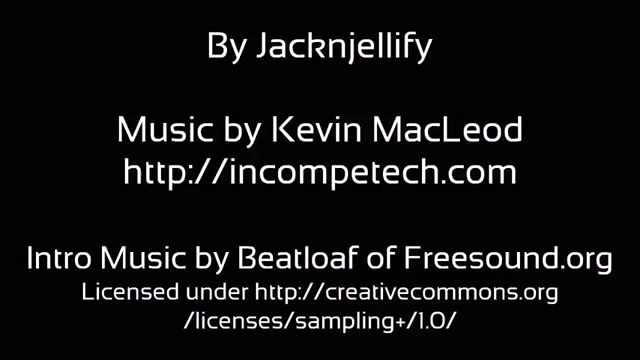 By Jacknjellify
Music by Kevin MacLeod
http://incompetech.com
Intro Music by Beatloaf of Freesound.org
Licensed under http://creativecommons.org
/licenses/sampling+/1.0/